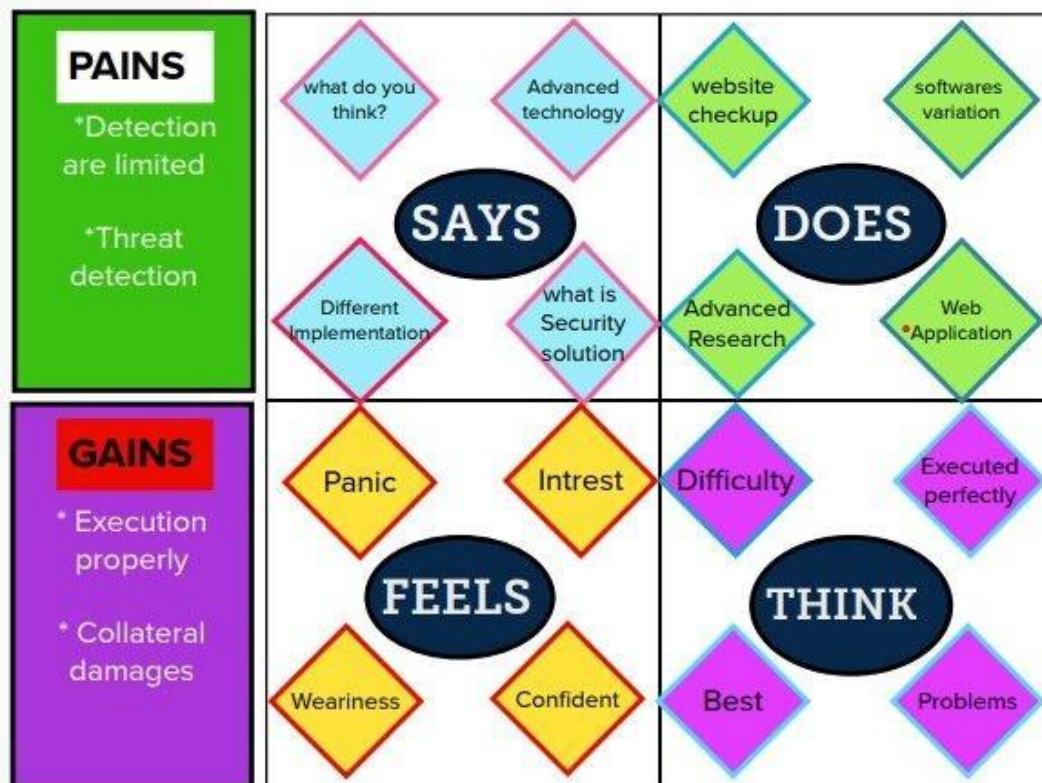 PAINS
*Detection
are limited
*Threat
detection
GAINS
* Execution
properly
* Collateral
damages
what do you
think?
Advanced
technology
SAYS
Different
Implementation
what is
Security
solution
website
checkup
softwares
variation
DOES
Advanced
Research
Web
Application
Panic
Intrest
FEELS
Weariness
Confident
Difficulty
Executed
perfectly
THINK
Best
Problems